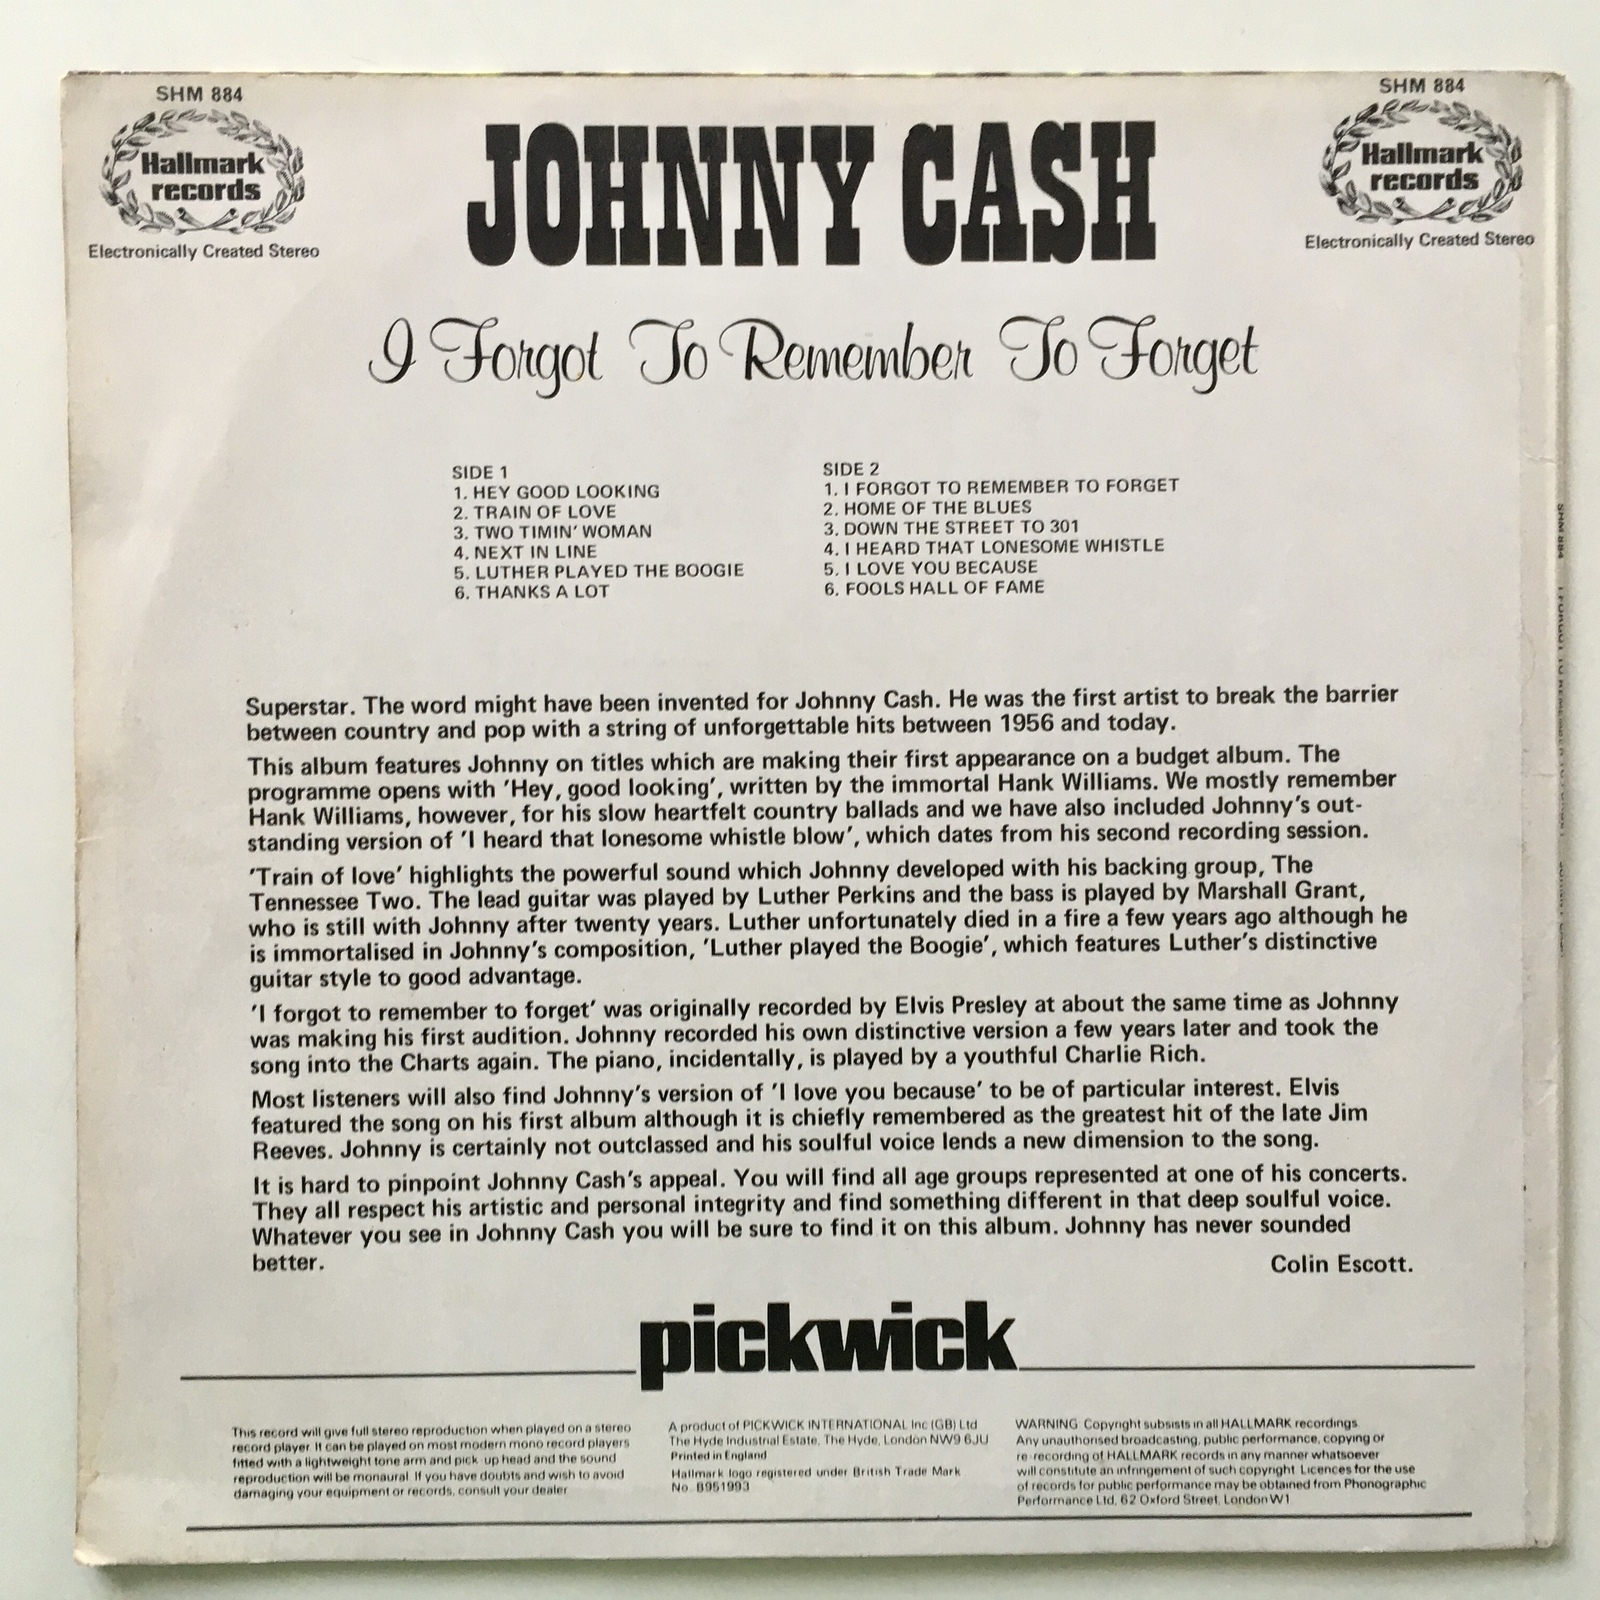 SHM 884
Hallmark
records
Electronically Created Stereo
JOHNNY CASH
SHM 884
Hallmark
records
Electronically Created Stereo
I Forgot To Remember To Forget
SIDE 1
1. HEY GOOD LOOKING
2. TRAIN OF LOVE
3. TWO TIMIN' WOMAN
4. NEXT IN LINE
5. LUTHER PLAYED THE BOOGIE
6. THANKS A LOT
SIDE 2
1. I FORGOT TO REMEMBER TO FORGET
2. HOME OF THE BLUES
3. DOWN THE STREET TO 301
4. I HEARD THAT LONESOME WHISTLE
5. I LOVE YOU BECAUSE
6. FOOLS HALL OF FAME
Superstar. The word might have been invented for Johnny Cash. He was the first artist to break the barrier
between country and pop with a string of unforgettable hits between 1956 and today.
This album features Johnny on titles which are making their first appearance on a budget album. The
programme opens with 'Hey, good looking', written by the immortal Hank Williams. We mostly remember
Hank Williams, however, for his slow heartfelt country ballads and we have also included Johnny's out-
standing version of 'I heard that lonesome whistle blow', which dates from his second recording session.
'Train of love' highlights the powerful sound which Johnny developed with his backing group, The
Tennessee Two. The lead guitar was played by Luther Perkins and the bass is played by Marshall Grant,
who is still with Johnny after twenty years. Luther unfortunately died in a fire a few years ago although he
is immortalised in Johnny's composition, 'Luther played the Boogie', which features Luther's distinctive
guitar style to good advantage.
'I forgot to remember to forget' was originally recorded by Elvis Presley at about the same time as Johnny
was making his first audition. Johnny recorded his own distinctive version a few years later and took the
song into the Charts again. The piano, incidentally, is played by a youthful Charlie Rich.
Most listeners will also find Johnny's version of 'I love you because' to be of particular interest. Elvis
featured the song on his first album although it is chiefly remembered as the greatest hit of the late Jim
Reeves. Johnny is certainly not outclassed and his soulful voice lends a new dimension to the song.
It is hard to pinpoint Johnny Cash's appeal. You will find all age groups represented at one of his concerts.
They all respect his artistic and personal integrity and find something different in that deep soulful voice.
Whatever you see in Johnny Cash you will be sure to find it on this album. Johnny has never sounded
better.
Colin Escott.
pickwick
This record will give full stereo reproduction when played on a stereo
record player. It can be played on most modern mono record players
fitted with a lightweight tone arm and pick-up head and the sound
reproduction will be monaural. If you have doubts and wish to avoid
damaging your equipment or records, consult your dealer
A product of PICKWICK INTERNATIONAL Inc (GB) Ltd
The Hyde Industrial Estate, The Hyde, London NW9 6JU
Printed in England
Hallmark logo registered under British Trade Mark
No. B951993
WARNING Copyright subsists in all HALLMARK recordings
Any unauthorised broadcasting, public performance, copying or
re-recording of HALLMARK records in any manner whatsoever
will constitute an infringement of such copyright. Licences for the use
of records for public performance may be obtained from Phonographic
Performance Ltd, 62 Oxford Street, London W1
SHM 884